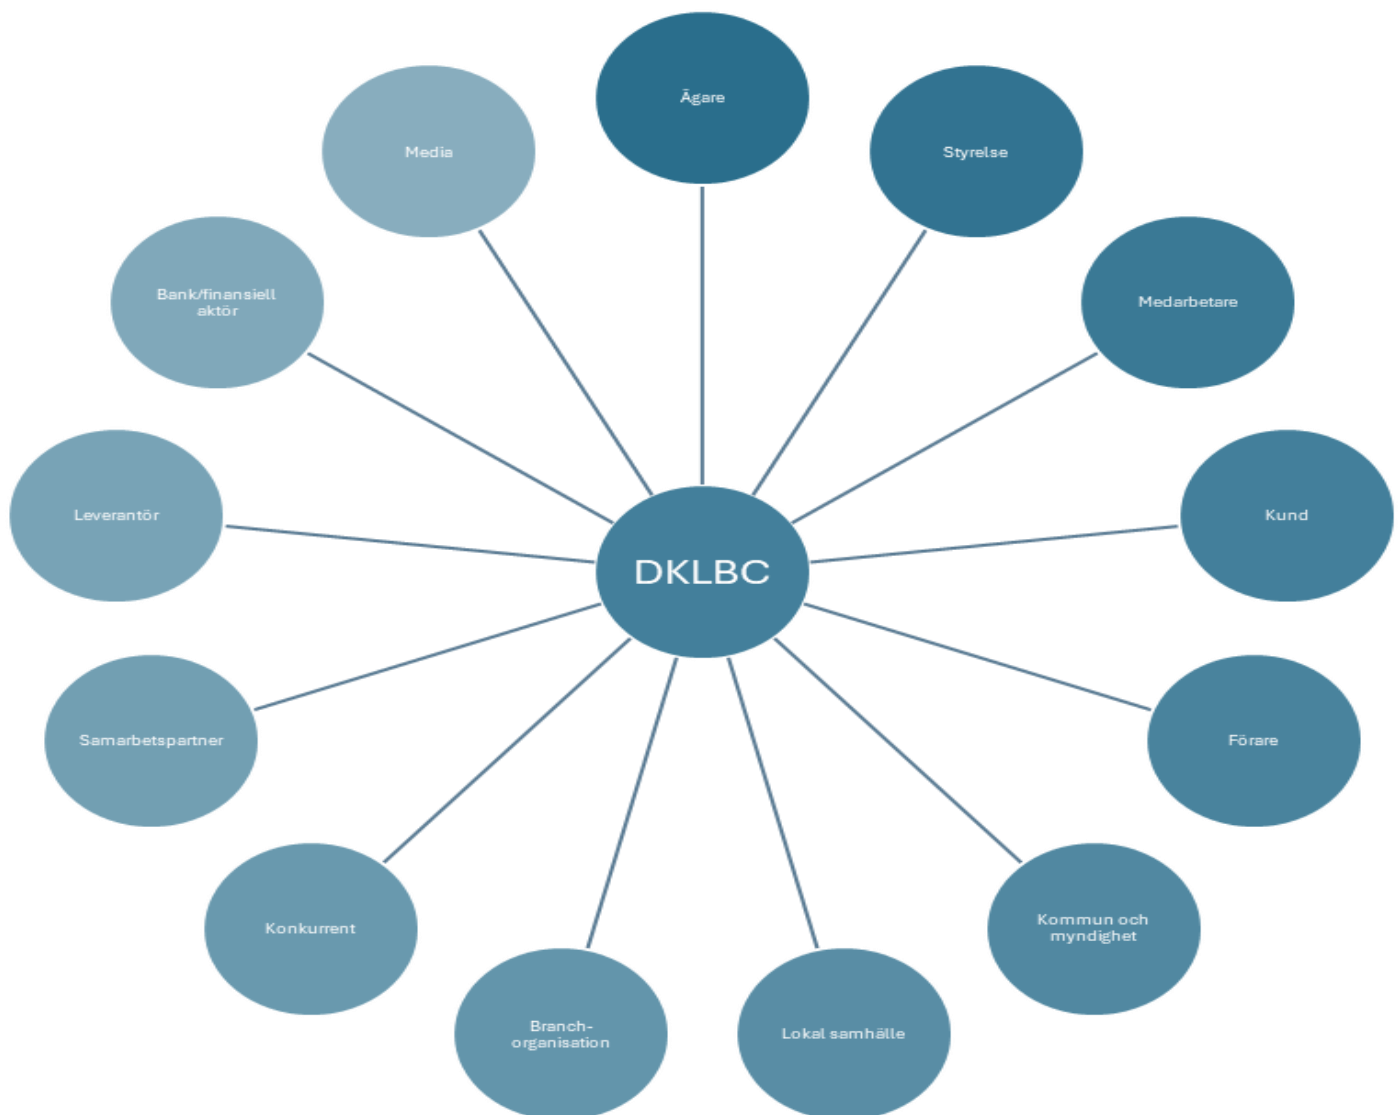 Ägare
Styrelse
Medarbetare
Kund
Förare
Kommun och
myndighet
Lokal samhälle
Branch-
organisation
Konkurrent
Samarbetspartner
Leverantör
Bank/finansiell
aktör
Media
DKLBC